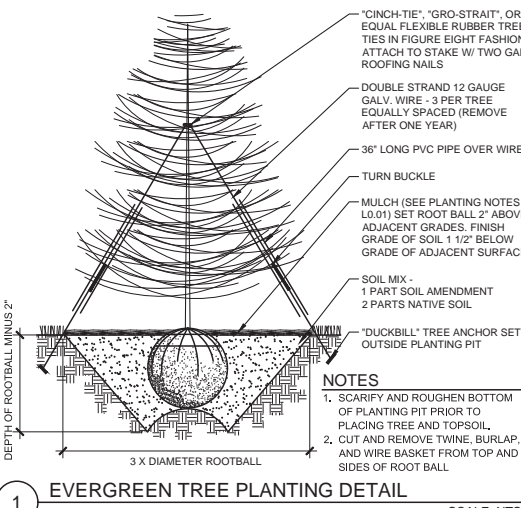 "CINCH-TIE", "GRO-STRAIT", OR
EQUAL FLEXIBLE RUBBER TREE
TIES IN FIGURE EIGHT FASHION
ATTACH TO STAKE W/ TWO
ROOFING NAILS
DOUBLE STRAND 12 GAUGE
GALV. WIRE - 3 PER TREE
EQUALLY SPACED (REMOVE
AFTER ONE YEAR)
36" LONG PVC PIPE OVER WIRE
TURN BUCKLE
MULCH (SEE PLANTING NOTES
L0.01) SET ROOT BALL 2" ABOVE
ADJACENT GRADES. FINISH
GRADE OF SOIL 1 1/2" BELOW
GRADE OF ADJACENT SURFACE
SOIL MIX -
1 PART SOIL AMENDMENT
2 PARTS NATIVE SOIL
"DUCKBILL" TREE ANCHOR SET
OUTSIDE PLANTING PIT
NOTES
1. SCARIFY AND ROUGHEN BOTTOM
OF PLANTING PIT PRIOR TO
PLACING TREE AND TOPSOIL.
2. CUT AND REMOVE TWINE, BURLAP,
AND WIRE BASKET FROM TOP AND
SIDES OF ROOT BALL
DEPTH OF ROOTBALL MINUS 2"
3 X DIAMETER ROOTBALL
1
EVERGREEN TREE PLANTING DETAIL